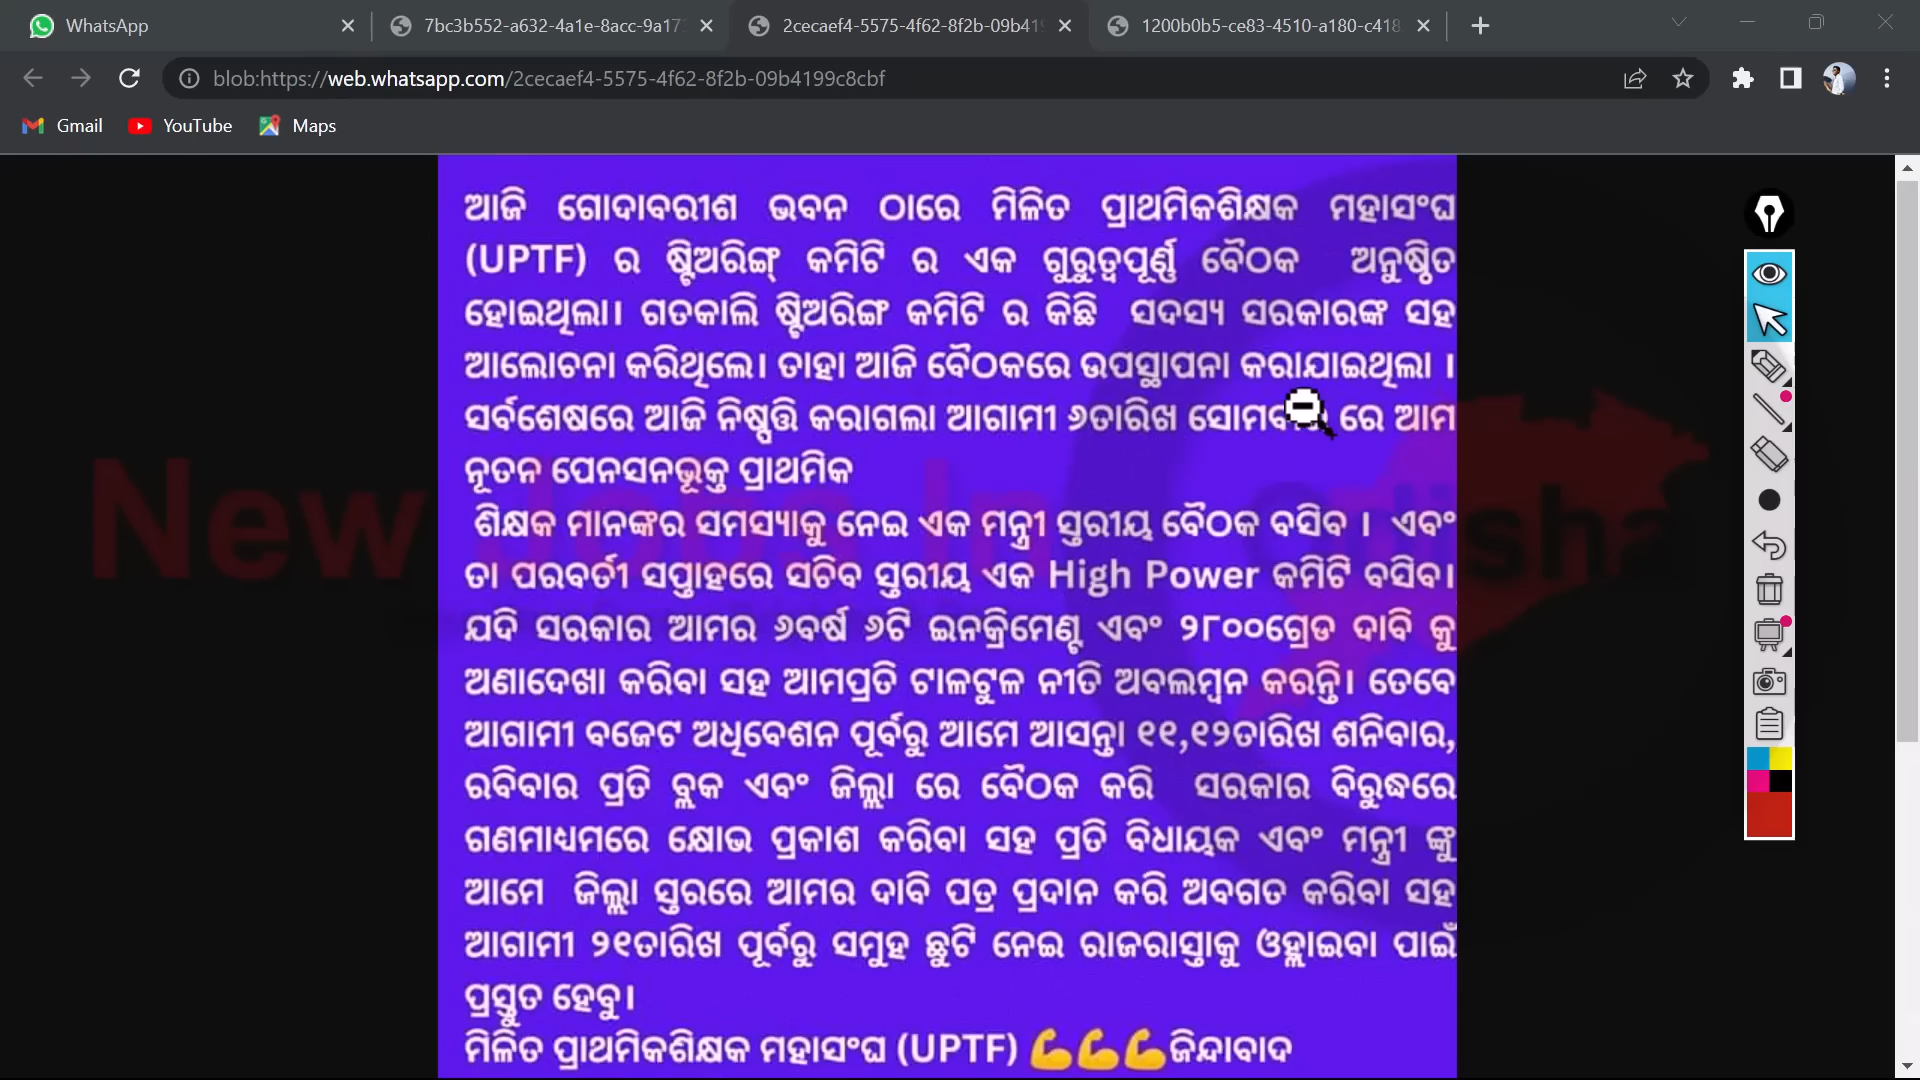 WhatsApp
7bc3b552-a632-4a1e-8acc-9a17
2cecaef4-5575-4f62-8f2b-09b419
1200b0b5-ce83-4510-a180-c418
blob:https://web.whatsapp.com/2cecaef4-5575-4f62-8f2b-09b4199c8cbf
Gmail YouTube Maps
ଆଜି ଗୋଦାବରୀଶ ଭବନ ଠାରେ ମିଳିତ ପ୍ରାଥମିକଶିକ୍ଷକ ମହାସଂଘ
(UPTF) ର ଷ୍ଟିଅରିଙ୍ଗ୍ କମିଟି ର ଏକ ଗୁରୁତ୍ୱପୂର୍ଣ୍ଣ ବୈଠକ ଅନୁଷ୍ଠିତ
ହୋଇଥିଲା। ଗତକାଲି ଷ୍ଟିଅରିଙ୍ଗ କମିଟି ର କିଛି ସଦସ୍ୟ ସରକାରଙ୍କ ସହ
ଆଲୋଚନା କରିଥିଲେ। ତାହା ଆଜି ବୈଠକରେ ଉପସ୍ଥାପନା କରାଯାଇଥିଲା ।
ସର୍ବଶେଷରେ ଆଜି ନିଷ୍ପତ୍ତି କରାଗଲା ଆଗାମୀ ୬ତାରିଖ ରେ ଆମ
ନୂତନ ପେନସନଭୁକ୍ତ ପ୍ରାଥମିକ
ଶିକ୍ଷକ ମାନଙ୍କର ସମସ୍ୟାକୁ ନେଇ ଏକ ମନ୍ତ୍ରୀ ସ୍ତରୀୟ ବୈଠକ ବସିବ । ଏବଂ
ତା ପରବର୍ତୀ ସପ୍ତାହରେ ସଚିବ ସ୍ତରୀୟ ଏକ High Power କମିଟି ବସିବ।
ଯଦି ସରକାର ଆମର ୬ବର୍ଷ ୬ଟି ଇନକ୍ରିମେଣ୍ଟ ଏବଂ ୨୮୦୦ଗ୍ରେଡ ଦାବି କୁ
ଅଣାଦେଖା କରିବା ସହ ଆମପ୍ରତି ଟାଳଟୁଳ ନୀତି ଅବଲମ୍ବନ କରନ୍ତି। ତେବେ
ଆଗାମୀ ବଜେଟ ଅଧିବେଶନ ପୂର୍ବରୁ ଆମେ ଆସନ୍ତା ୧୧,୧୨ତାରିଖ ଶନିବାର,
ରବିବାର ପ୍ରତି ବ୍ଲକ ଏବଂ ଜିଲ୍ଲା ରେ ବୈଠକ କରି ସରକାର ବିରୁଦ୍ଧରେ
ଗଣମାଧ୍ୟମରେ କ୍ଷୋଭ ପ୍ରକାଶ କରିବା ସହ ପ୍ରତି ବିଧାୟକ ଏବଂ ମନ୍ତ୍ରୀ ଙ୍କୁ
ଆମେ ଜିଲ୍ଲା ସ୍ତରରେ ଆମର ଦାବି ପତ୍ର ପ୍ରଦାନ କରି ଅବଗତ କରିବା ସହ
ଆଗାମୀ ୨୧ତାରିଖ ପୂର୍ବରୁ ସମୁହ ଛୁଟି ନେଇ ରାଜରାସ୍ତାକୁ ଓହ୍ଲାଇବା ପାଇଁ
ପ୍ରସ୍ତୁତ ହେବୁ।
ମିଳିତ ପ୍ରାଥମିକଶିକ୍ଷକ ମହାସଂଘ (UPTF) 💪💪💪ଜିନ୍ଦାବାଦ
New Jobs In Odisha